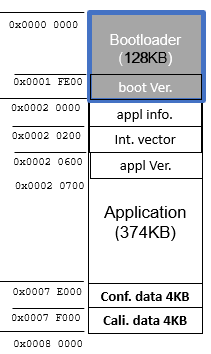 0x0000 0000
Bootloader
(128KB)
0x0001 FE00
boot Ver.
0x0002 0000
appl info.
0x0002 0200
Int. vector
0x0002 0600
appl Ver.
0x0002 0700
Application
(374KB)
0x0007 E000
Conf. data 4KB
0x0007 F000
Cali. data 4KB
0x0008 0000